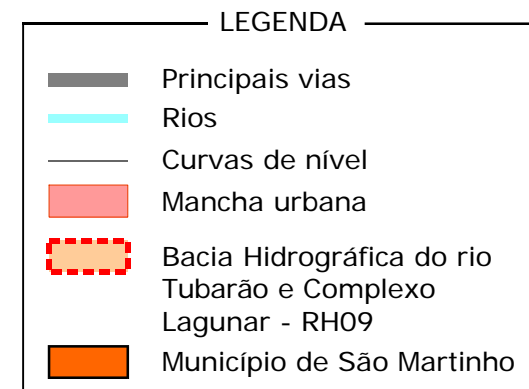 LEGENDA
Principais vias
Rios
Curvas de nível
Mancha urbana
Bacia Hidrográfica do rio
Tubarão e Complexo
Lagunar - RH09
Município de São Martinho